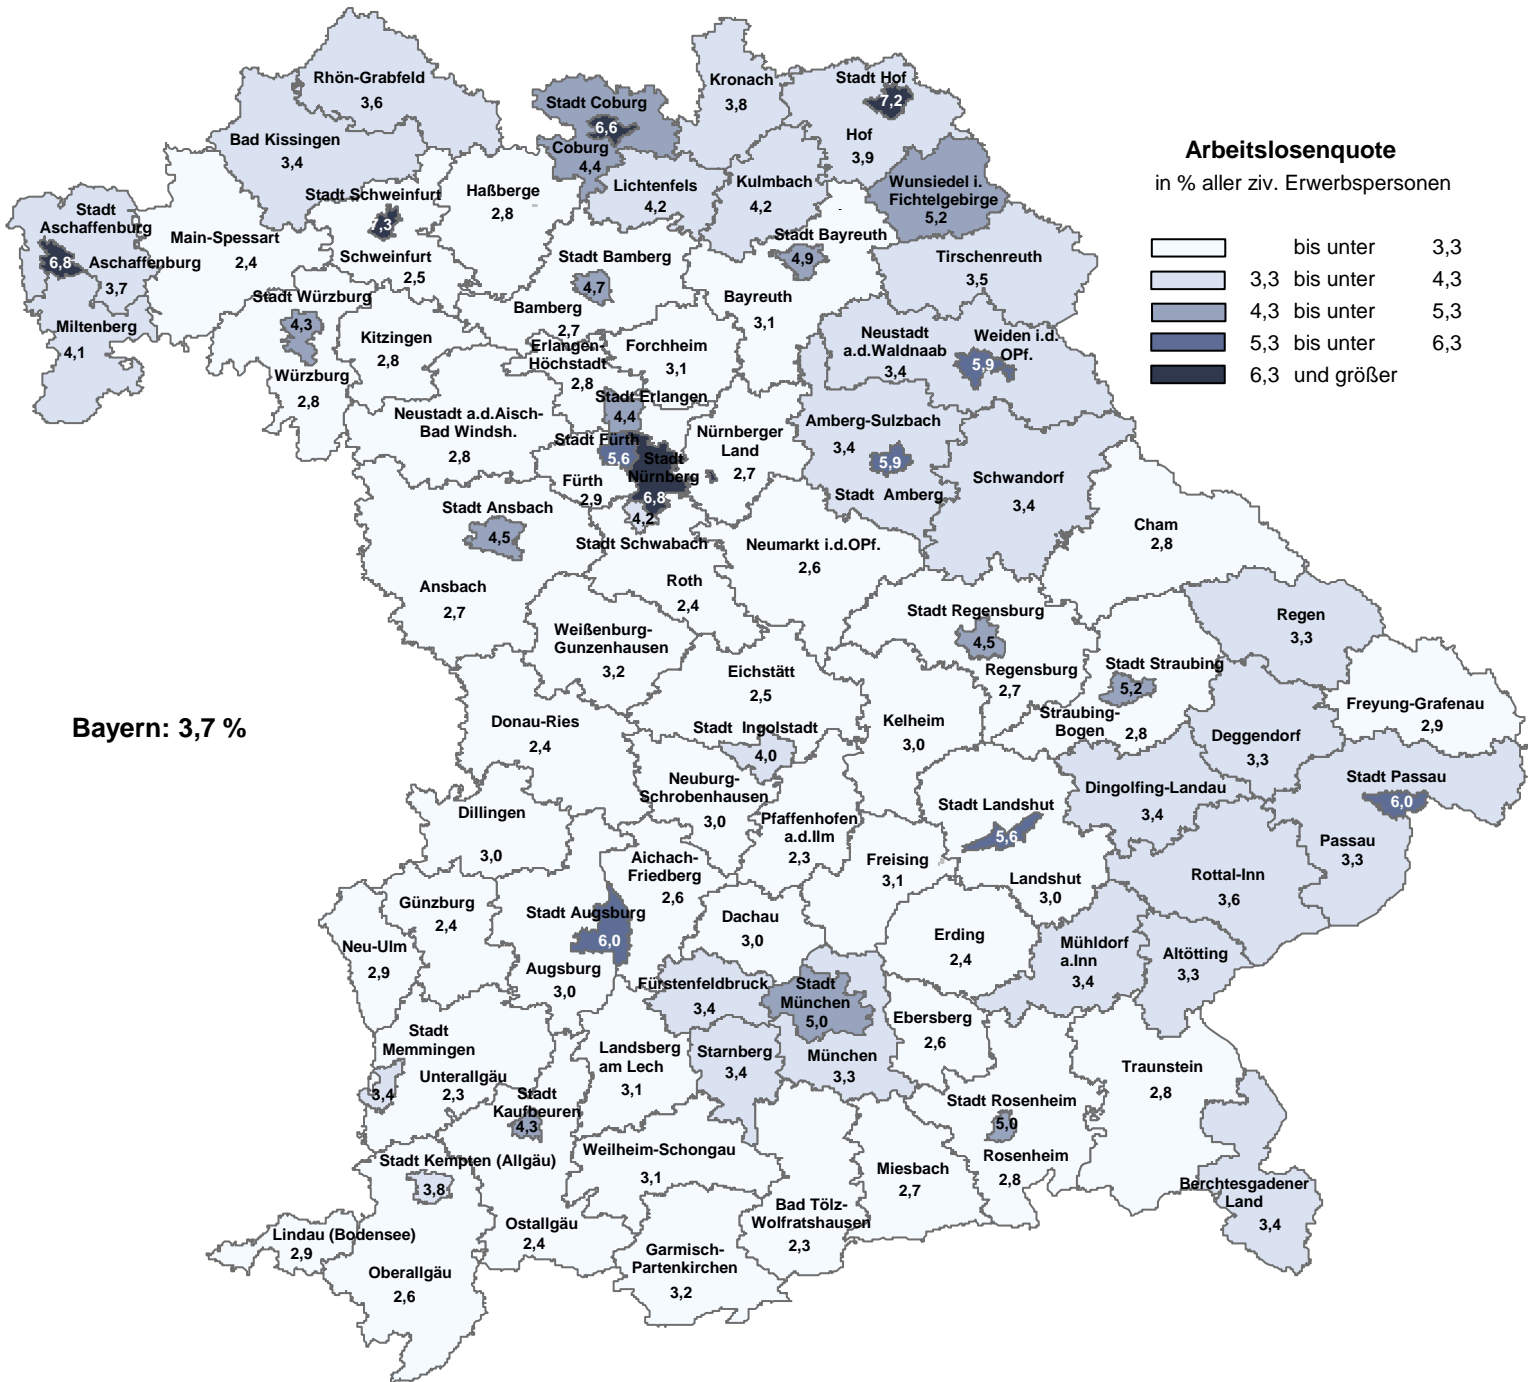 Arbeitslosenquote
in % aller ziv. Erwerbspersonen
bis unter 3,3
3,3 bis unter 4,3
4,3 bis unter 5,3
5,3 bis unter 6,3
6,3 und größer
Bayern: 3,7 %
Rhön-Grabfeld
3,6
Bad Kissingen
3,4
Stadt Coburg
6,6
Coburg
4,4
Kronach
3,8
Stadt Hof
7,2
Hof
3,9
Wunsiedel i.
Fichtelgebirge
5,2
Lichtenfels
4,2
Kulmbach
4,2
Haßberge
2,8
Stadt Schweinfurt
,3
Schweinfurt
2,5
Stadt
Aschaffenburg
6,8
Aschaffenburg
3,7
Main-Spessart
2,4
Miltenberg
4,1
Stadt Würzburg
4,3
Würzburg
2,8
Kitzingen
2,8
Stadt Bamberg
4,7
Bamberg
2,7
Stadt Bayreuth
4,9
Bayreuth
3,1
Tirschenreuth
3,5
Neustadt
a.d.Waldnaab
3,4
Weiden i.d.
OPf.
5,9
Erlangen-
Höchstadt
2,8
Forchheim
3,1
Stadt Erlangen
4,4
Neustadt a.d.Aisch-
Bad Windsh.
2,8
Stadt Fürth
5,6
Fürth
2,9
Stadt
Nürnberg
6,8
Nürnberger
Land
2,7
4,2
Stadt Schwabach
Amberg-Sulzbach
3,4
5,9
Stadt Amberg
Schwandorf
3,4
Cham
2,8
Stadt Ansbach
4,5
Ansbach
2,7
Roth
2,4
Neumarkt i.d.OPf.
2,6
Weißenburg-
Gunzenhausen
3,2
Stadt Regensburg
4,5
Regensburg
2,7
Regen
3,3
Stadt Straubing
5,2
Straubing-
Bogen
2,8
Freyung-Grafenau
2,9
Deggendorf
3,3
Eichstätt
2,5
Stadt Ingolstadt
4,0
Donau-Ries
2,4
Kelheim
3,0
Neuburg-
Schrobenhausen
3,0
Pfaffenhofen
a.d.Ilm
2,3
Stadt Landshut
5,6
Landshut
3,0
Dingolfing-Landau
3,4
Stadt Passau
6,0
Passau
3,3
Rottal-Inn
3,6
Dillingen
3,0
Aichach-
Friedberg
2,6
Freising
3,1
Günzburg
2,4
Stadt Augsburg
6,0
Augsburg
3,0
Dachau
3,0
Erding
2,4
Mühldorf
a.Inn
3,4
Altötting
3,3
Neu-Ulm
2,9
Fürstenfeldbruck
3,4
Stadt
München
5,0
München
3,3
Ebersberg
2,6
Stadt
Memmingen
3,4
Unterallgäu
2,3
Landsberg
am Lech
3,1
Starnberg
3,4
Traunstein
2,8
Stadt
Kaufbeuren
4,3
Stadt Rosenheim
5,0
Rosenheim
2,8
Weilheim-Schongau
3,1
Miesbach
2,7
Stadt Kempten (Allgäu)
3,8
Berchtesgadener
Land
3,4
Bad Tölz-
Wolfratshausen
2,3
Ostallgäu
2,4
Lindau (Bodensee)
2,9
Garmisch-
Partenkirchen
3,2
Oberallgäu
2,6